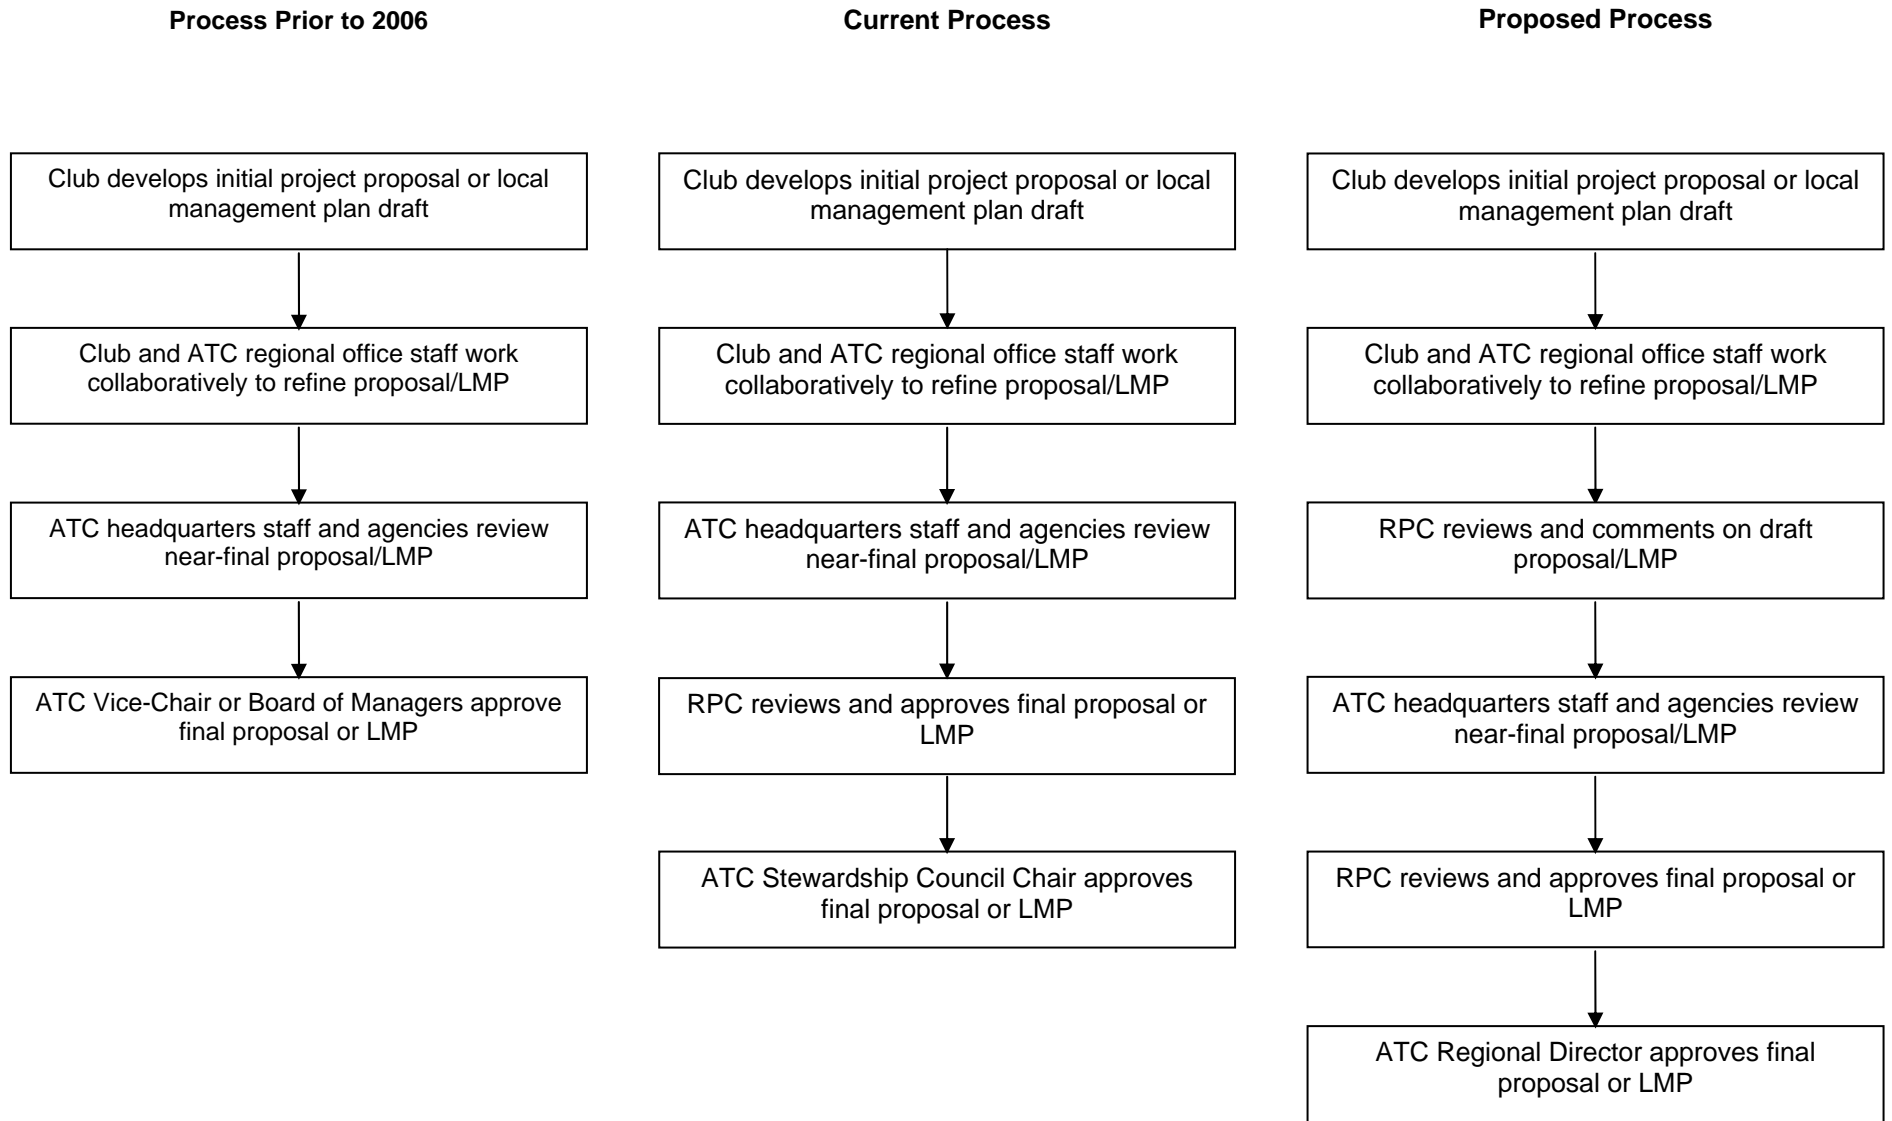 Process Prior to 2006
Club develops initial project proposal or local
management plan draft
Club and ATC regional office staff work
collaboratively to refine proposal/LMP
ATC headquarters staff and agencies review
near-final proposal/LMP
ATC Vice-Chair or Board of Managers approve
final proposal or LMP
Current Process
Club develops initial project proposal or local
management plan draft
Club and ATC regional office staff work
collaboratively to refine proposal/LMP
ATC headquarters staff and agencies review
near-final proposal/LMP
RPC reviews and approves final proposal or
LMP
ATC Stewardship Council Chair approves
final proposal or LMP
Proposed Process
Club develops initial project proposal or local
management plan draft
Club and ATC regional office staff work
collaboratively to refine proposal/LMP
RPC reviews and comments on draft
proposal/LMP
ATC headquarters staff and agencies review
near-final proposal/LMP
RPC reviews and approves final proposal or
LMP
ATC Regional Director approves final
proposal or LMP